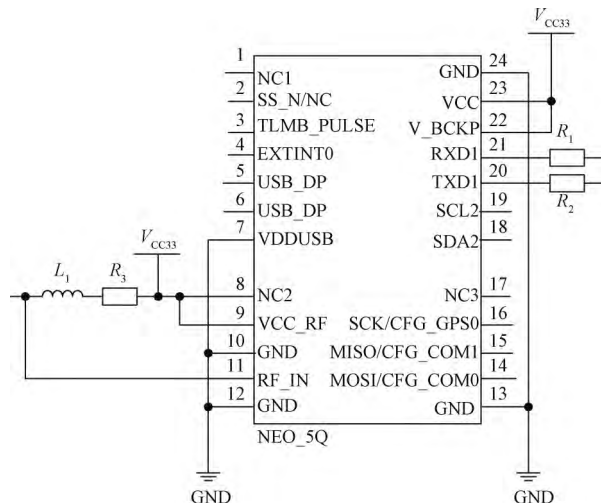 V_CC33
1 NC1 GND 24
2 SS_N/NC VCC 23
3 TLMB_PULSE V_BCKP 22
4 EXTINT0 RXD1 21 R_1
5 USB_DP TXD1 20 R_2
6 USB_DP SCL2 19
7 VDDUSB SDA2 18
V_CC33
L_1 R_3
8 NC2 NC3 17
9 VCC_RF SCK/CFG_GPS0 16
10 GND MISO/CFG_COM1 15
11 RF_IN MOSI/CFG_COM0 14
12 GND GND 13
NEO_5Q
GND GND